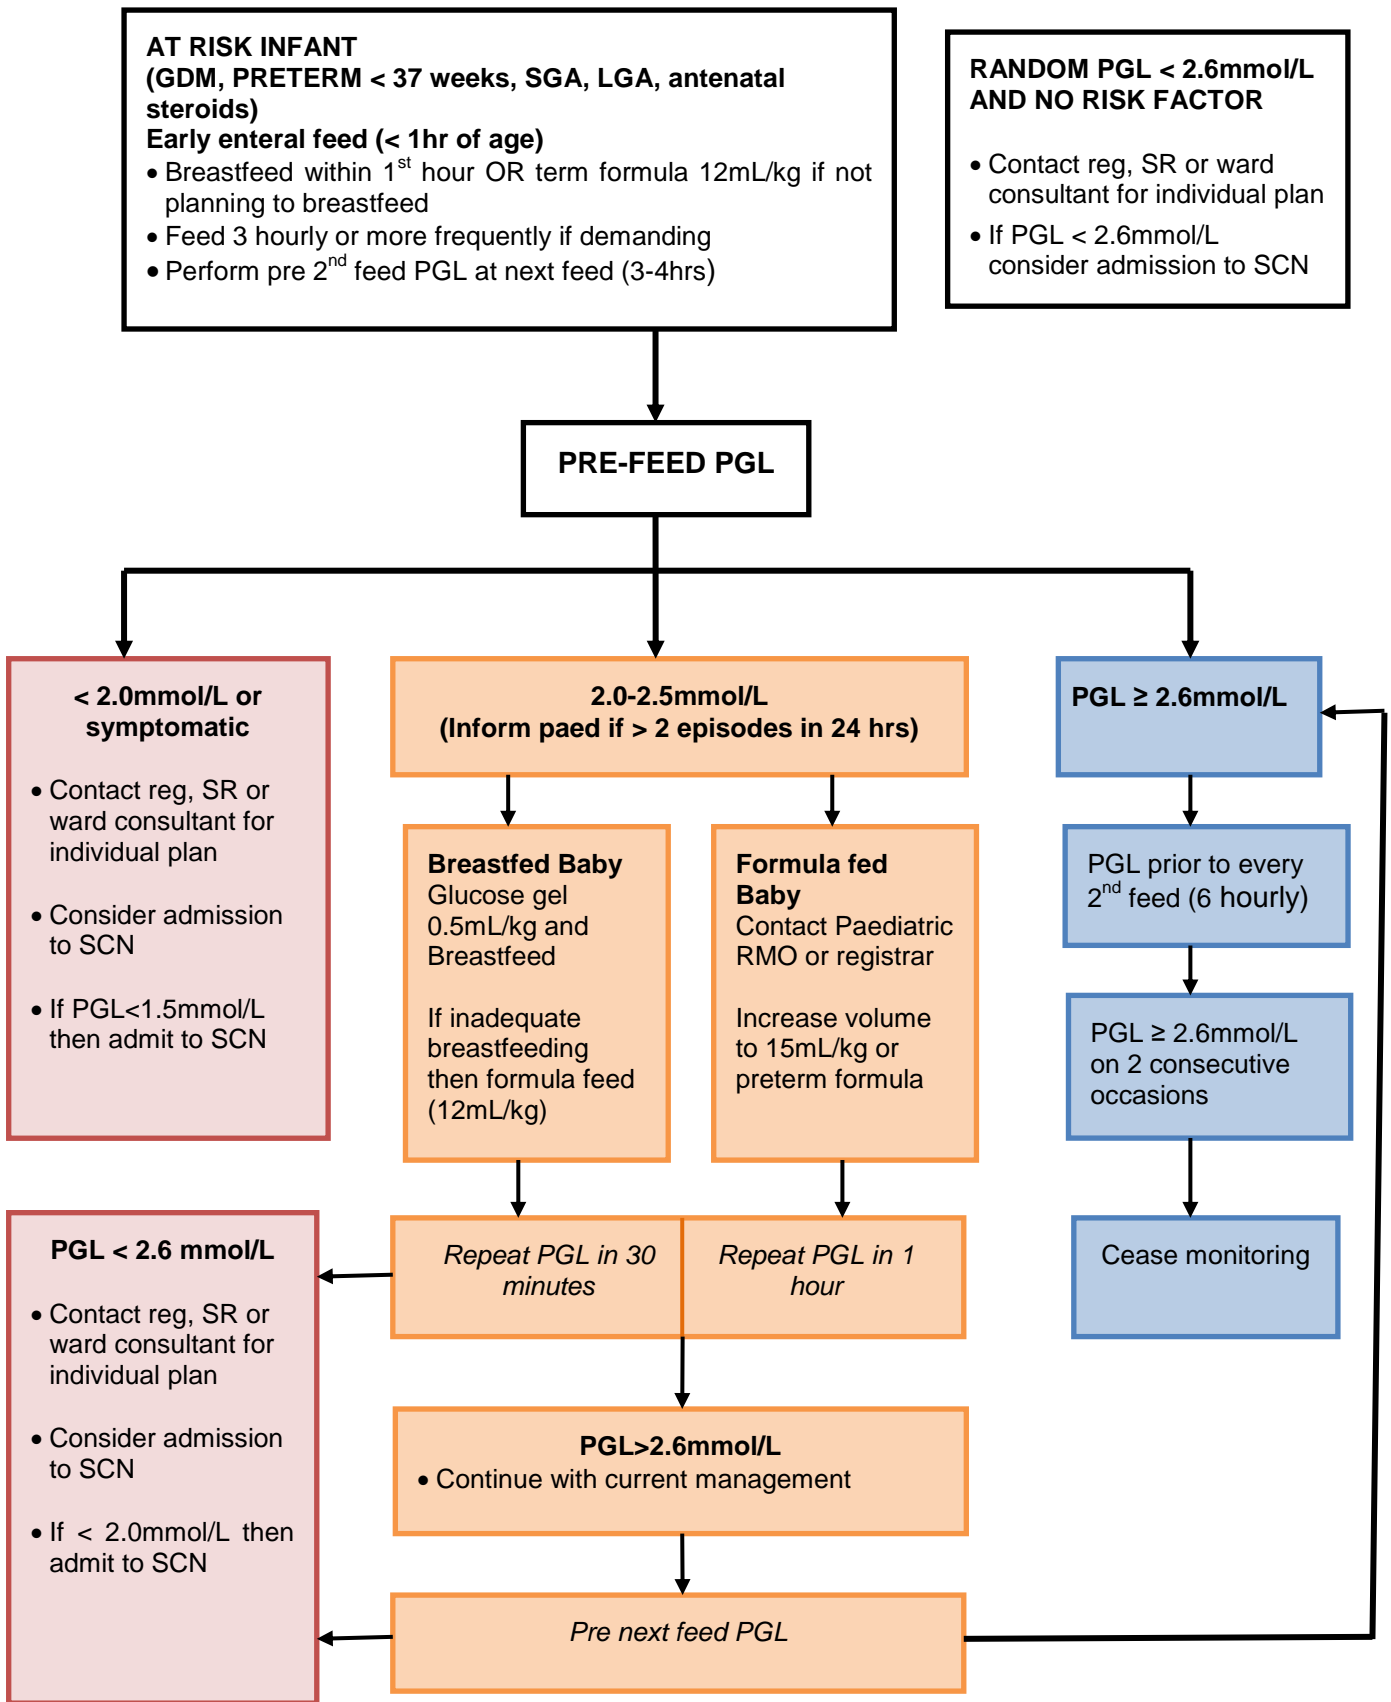 AT RISK INFANT
(GDM, PRETERM < 37 weeks, SGA, LGA, antenatal
steroids)
Early enteral feed (< 1hr of age)
• Breastfeed within 1st hour OR term formula 12mL/kg if not
planning to breastfeed
• Feed 3 hourly or more frequently if demanding
• Perform pre 2nd feed PGL at next feed (3-4hrs)
RANDOM PGL < 2.6mmol/L
AND NO RISK FACTOR
• Contact reg, SR or ward
consultant for individual plan
• If PGL < 2.6mmol/L
consider admission to SCN
PRE-FEED PGL
< 2.0mmol/L or
symptomatic
• Contact reg, SR or
ward consultant for
individual plan
• Consider admission
to SCN
• If PGL<1.5mmol/L
then admit to SCN
2.0-2.5mmol/L
(Inform paed if > 2 episodes in 24 hrs)
Breastfed Baby
Glucose gel
0.5mL/kg and
Breastfeed
If inadequate
breastfeeding
then formula feed
(12mL/kg)
Formula fed
Baby
Contact Paediatric
RMO or registrar
Increase volume
to 15mL/kg or
preterm formula
PGL ≥ 2.6mmol/L
PGL prior to every
2nd feed (6 hourly)
PGL ≥ 2.6mmol/L
on 2 consecutive
occasions
Cease monitoring
PGL < 2.6 mmol/L
• Contact reg, SR or
ward consultant for
individual plan
• Consider admission
to SCN
• If < 2.0mmol/L then
admit to SCN
Repeat PGL in 30
minutes
Repeat PGL in 1
hour
PGL>2.6mmol/L
• Continue with current management
Pre next feed PGL